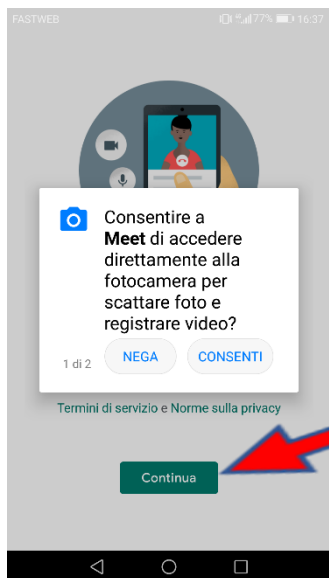 FASTWEB 77% 16:37
Consentire a
Meet di accedere
direttamente alla
fotocamera per
scattare foto e
registrare video?
1 di 2 NEGA CONSENTI
Termini di servizio e Norme sulla privacy
Continua